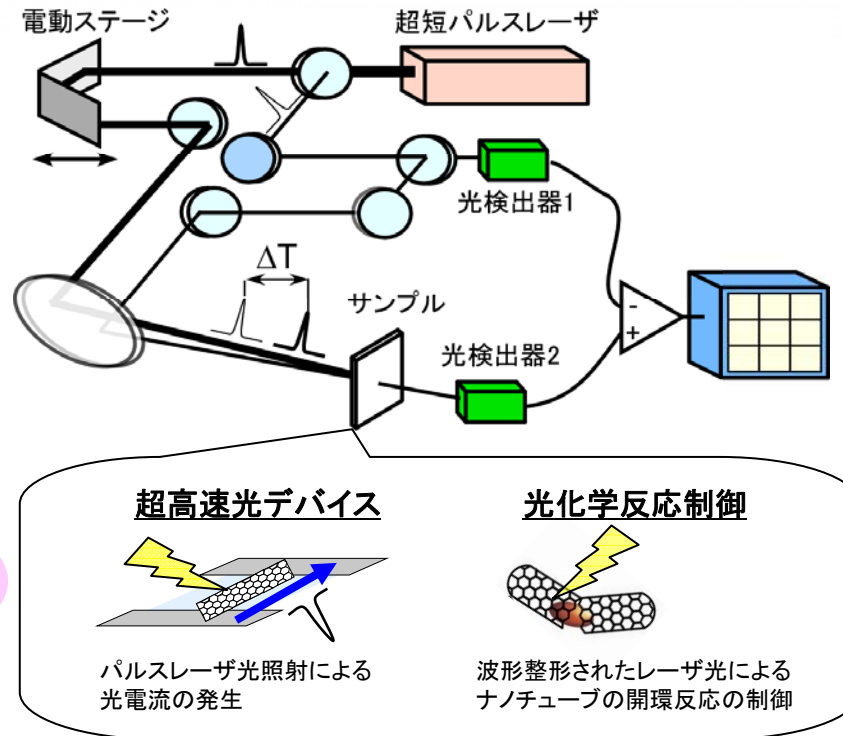 電動ステージ
超短パルスレーザ
光検出器1
ΔT
サンプル
光検出器2
-
+
超高速光デバイス
光化学反応制御
パルスレーザ光照射による
光電流の発生
波形整形されたレーザ光による
ナノチューブの開環反応の制御